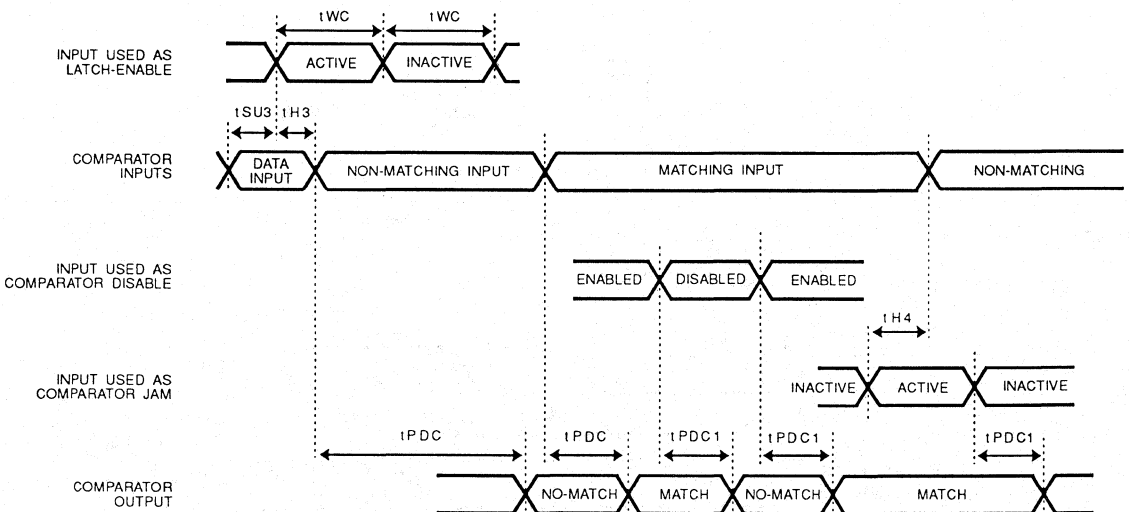 tWC tWC
INPUT USED AS
LATCH-ENABLE
ACTIVE INACTIVE
tSU3 tH3
COMPARATOR
INPUTS
DATA
INPUT
NON-MATCHING INPUT MATCHING INPUT NON-MATCHING
INPUT USED AS
COMPARATOR DISABLE
ENABLED DISABLED ENABLED
tH4
INPUT USED AS
COMPARATOR JAM
INACTIVE ACTIVE INACTIVE
tPDC tPDC tPDC1 tPDC1 tPDC1
COMPARATOR
OUTPUT
NO-MATCH MATCH NO-MATCH MATCH